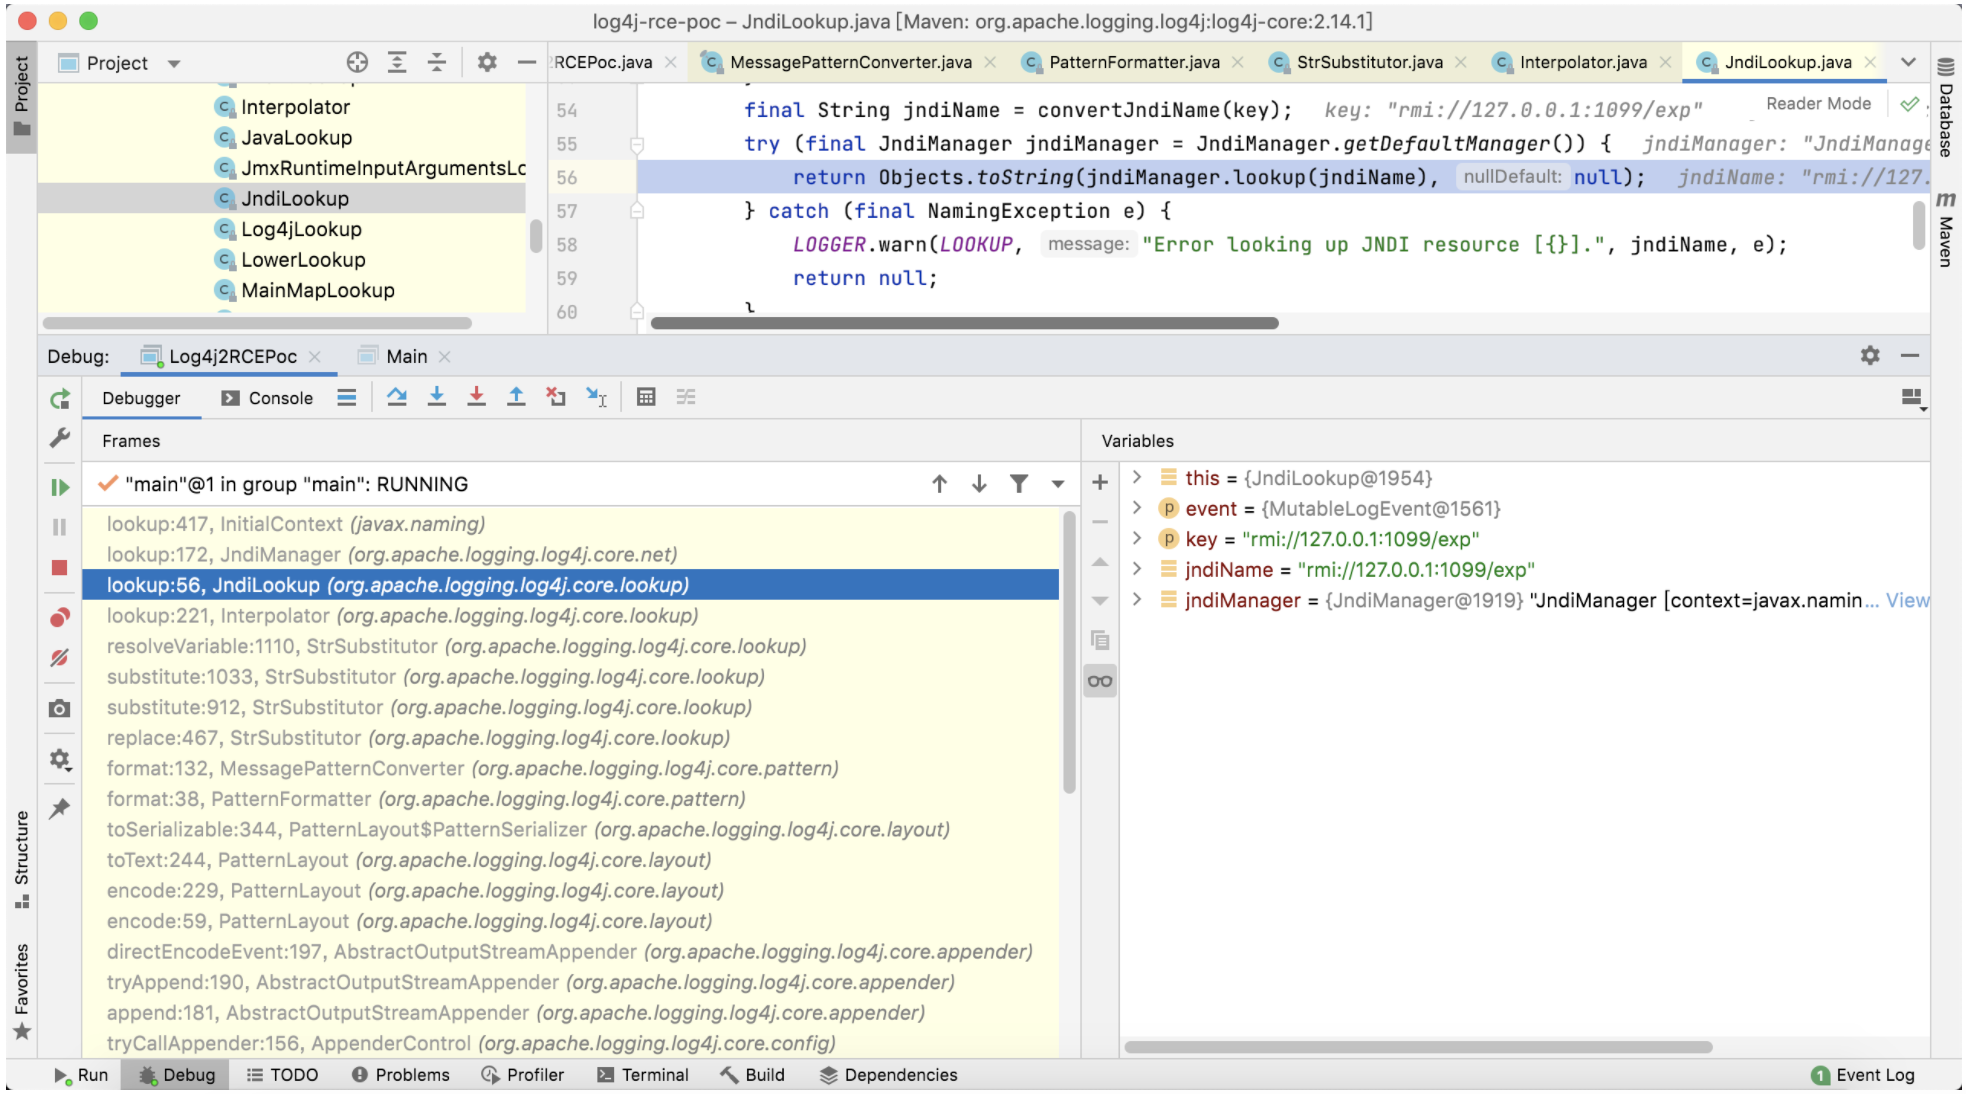 log4j-rce-poc – JndiLookup.java [Maven: org.apache.logging.log4j:log4j-core:2.14.1]
Project
Project
RCEPoc.java
MessagePatternConverter.java
PatternFormatter.java
StrSubstitutor.java
Interpolator.java
JndiLookup.java
Interpolator
JavaLookup
JmxRuntimeInputArgumentsLo
JndiLookup
Log4jLookup
LowerLookup
MainMapLookup
54 final String jndiName = convertJndiName(key); key: "rmi://127.0.0.1:1099/exp"
Reader Mode
55 try (final JndiManager jndiManager = JndiManager.getDefaultManager()) { jndiManager: "JndiManage
56 return Objects.toString(jndiManager.lookup(jndiName), nullDefault: null); jndiName: "rmi://127.
57 } catch (final NamingException e) {
58 LOGGER.warn(LOOKUP, message: "Error looking up JNDI resource [{}].", jndiName, e);
59 return null;
60 }
Database
m Maven
Debug:
Log4j2RCEPoc
Main
Debugger
Console
Frames
Variables
"main"@1 in group "main": RUNNING
lookup:417, InitialContext (javax.naming)
lookup:172, JndiManager (org.apache.logging.log4j.core.net)
lookup:56, JndiLookup (org.apache.logging.log4j.core.lookup)
lookup:221, Interpolator (org.apache.logging.log4j.core.lookup)
resolveVariable:1110, StrSubstitutor (org.apache.logging.log4j.core.lookup)
substitute:1033, StrSubstitutor (org.apache.logging.log4j.core.lookup)
substitute:912, StrSubstitutor (org.apache.logging.log4j.core.lookup)
replace:467, StrSubstitutor (org.apache.logging.log4j.core.lookup)
format:132, MessagePatternConverter (org.apache.logging.log4j.core.pattern)
format:38, PatternFormatter (org.apache.logging.log4j.core.pattern)
toSerializable:344, PatternLayout$PatternSerializer (org.apache.logging.log4j.core.layout)
toText:244, PatternLayout (org.apache.logging.log4j.core.layout)
encode:229, PatternLayout (org.apache.logging.log4j.core.layout)
encode:59, PatternLayout (org.apache.logging.log4j.core.layout)
directEncodeEvent:197, AbstractOutputStreamAppender (org.apache.logging.log4j.core.appender)
tryAppend:190, AbstractOutputStreamAppender (org.apache.logging.log4j.core.appender)
append:181, AbstractOutputStreamAppender (org.apache.logging.log4j.core.appender)
tryCallAppender:156, AppenderControl (org.apache.logging.log4j.core.config)
this = {JndiLookup@1954}
p event = {MutableLogEvent@1561}
p key = "rmi://127.0.0.1:1099/exp"
jndiName = "rmi://127.0.0.1:1099/exp"
jndiManager = {JndiManager@1919} "JndiManager [context=javax.namin... View
Structure
Favorites
Run
Debug
TODO
Problems
Profiler
Terminal
Build
Dependencies
1 Event Log